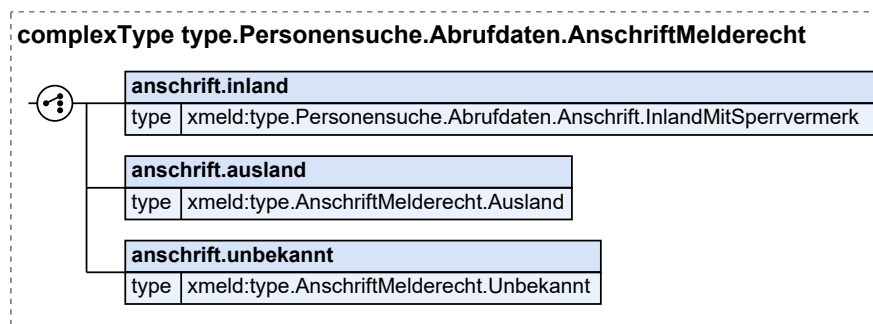 complexType type.Personensuche.Abrufdaten.AnschriftMelderecht
anschrift.inland
type xmeld:type.Personensuche.Abrufdaten.Anschrift.InlandMitSperrvermerk
anschrift.ausland
type xmeld:type.AnschriftMelderecht.Ausland
anschrift.unbekannt
type xmeld:type.AnschriftMelderecht.Unbekannt